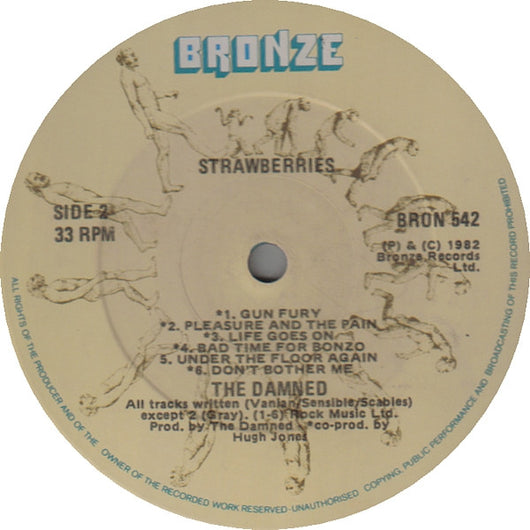 BRONZE
STRAWBERRIES
SIDE 2
33 RPM
BRON 542
(P) & (C) 1982
Bronze Records
Ltd.
*1. GUN FURY
*2. PLEASURE AND THE PAIN
*3. LIFE GOES ON
*4. BAD TIME FOR BONZO
5. UNDER THE FLOOR AGAIN
*6. DON'T BOTHER ME
THE DAMNED
All tracks written (Vanian/Sensible/Scabies)
except 2 (Gray). (1-6) Rock Music Ltd.
Prod. by The Damned *co-prod. by
Hugh Jones
ALL RIGHTS OF THE PRODUCER AND OF THE OWNER OF THE RECORDED WORK RESERVED-UNAUTHORISED COPYING, PUBLIC PERFORMANCE AND BROADCASTING OF THIS RECORD PROHIBITED